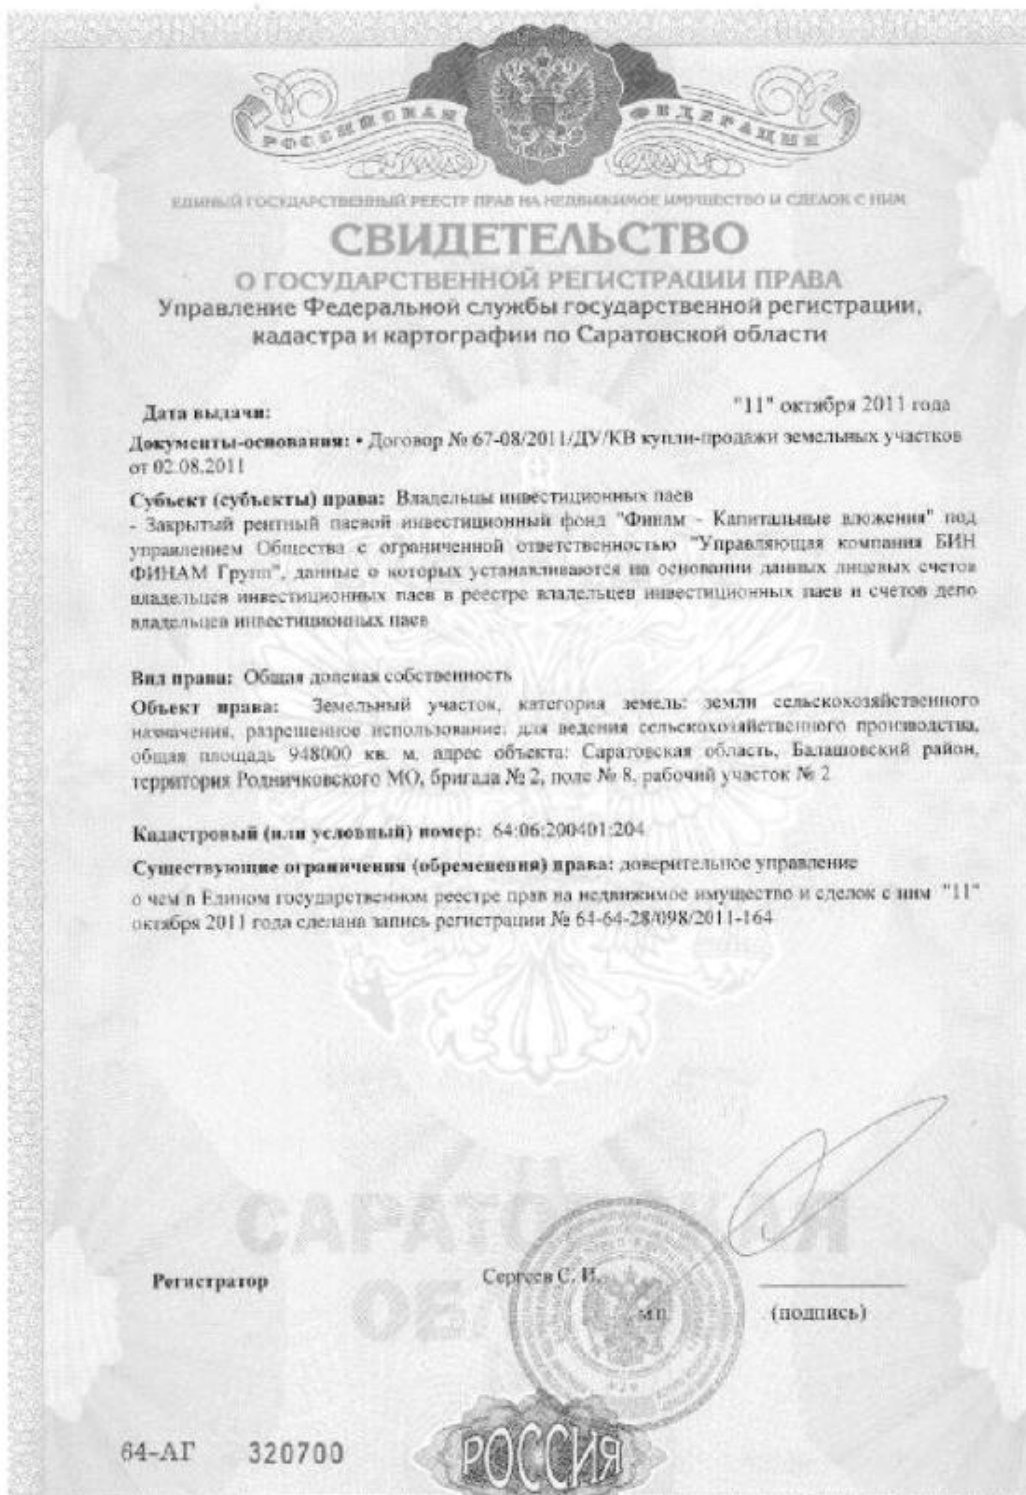 РОССИЙСКАЯ ФЕДЕРАЦИЯ
ЕДИНЫЙ ГОСУДАРСТВЕННЫЙ РЕЕСТР ПРАВ НА НЕДВИЖИМОЕ ИМУЩЕСТВО И СДЕЛОК С НИМ
СВИДЕТЕЛЬСТВО
О ГОСУДАРСТВЕННОЙ РЕГИСТРАЦИИ ПРАВА
Управление Федеральной службы государственной регистрации,
кадастра и картографии по Саратовской области
Дата выдачи: "11" октября 2011 года
Документы-основания: • Договор № 67-08/2011/ДУ/КВ купли-продажи земельных участков
от 02.08.2011
Субъект (субъекты) права: Владельцы инвестиционных паев
- Закрытый рентный паевой инвестиционный фонд "Финам - Капитальные вложения" под
управлением Общества с ограниченной ответственностью "Управляющая компания БИН
ФИНАМ Групп", данные о которых устанавливаются на основании данных лицевых счетов
владельцев инвестиционных паев в реестре владельцев инвестиционных паев и счетов депо
владельцев инвестиционных паев
Вид права: Общая долевая собственность
Объект права: Земельный участок, категория земель: земли сельскохозяйственного
назначения, разрешенное использование: для ведения сельскохозяйственного производства,
общая площадь 948000 кв. м, адрес объекта: Саратовская область, Балашовский район,
территория Родничковского МО, бригада № 2, поле № 8, рабочий участок № 2
Кадастровый (или условный) номер: 64:06:200401:204
Существующие ограничения (обременения) права: доверительное управление
о чем в Едином государственном реестре прав на недвижимое имущество и сделок с ним "11"
октября 2011 года сделана запись регистрации № 64-64-28/098/2011-164
САРАТОВСКАЯ
ОБЛАСТЬ
Регистратор Сергеев С. И.
М.П. (подпись)
64-АГ 320700 РОССИЯ